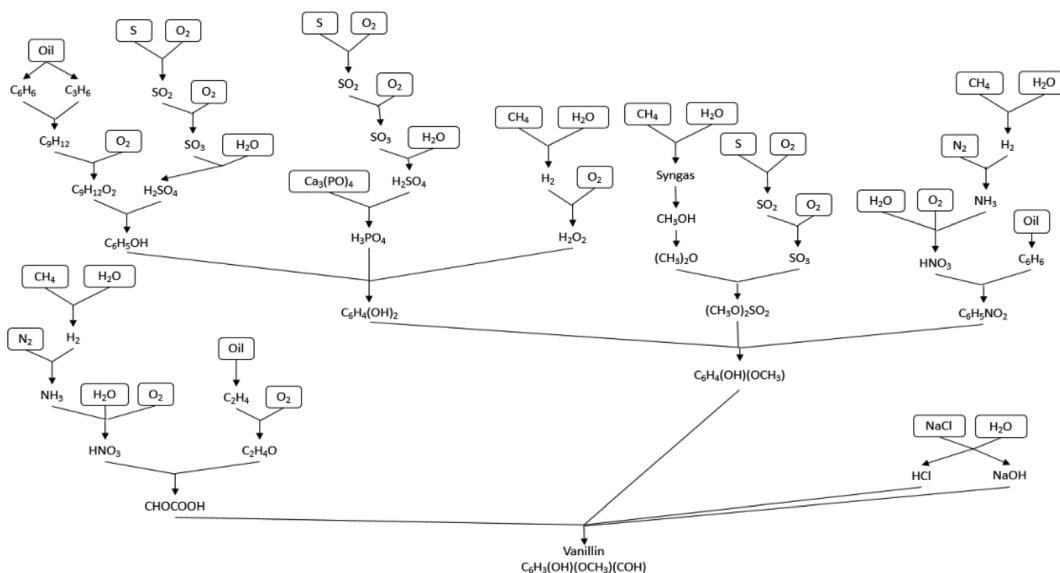 S O₂ S O₂
Oil
C₆H₆ C₃H₆ SO₂ O₂ SO₂ O₂ CH₄ H₂O
C₉H₁₂ O₂ SO₃ H₂O SO₃ H₂O CH₄ H₂O CH₄ H₂O S O₂ N₂ H₂
C₉H₁₂O₂ H₂SO₄ Ca₃(PO)₄ H₂SO₄ H₂ O₂ Syngas SO₂ O₂ H₂O O₂ NH₃ Oil
C₆H₅OH H₃PO₄ H₂O₂ CH₃OH
(CH₃)₂O SO₃ HNO₃ C₆H₆
CH₄ H₂O
C₆H₄(OH)₂ (CH₃O)₂SO₂ C₆H₅NO₂
N₂ H₂ Oil
C₆H₄(OH)(OCH₃)
NH₃ H₂O O₂ C₂H₄ O₂
NaCl H₂O
HNO₃ C₂H₄O
HCl NaOH
CHOCOOH
Vanillin
C₆H₃(OH)(OCH₃)(COH)